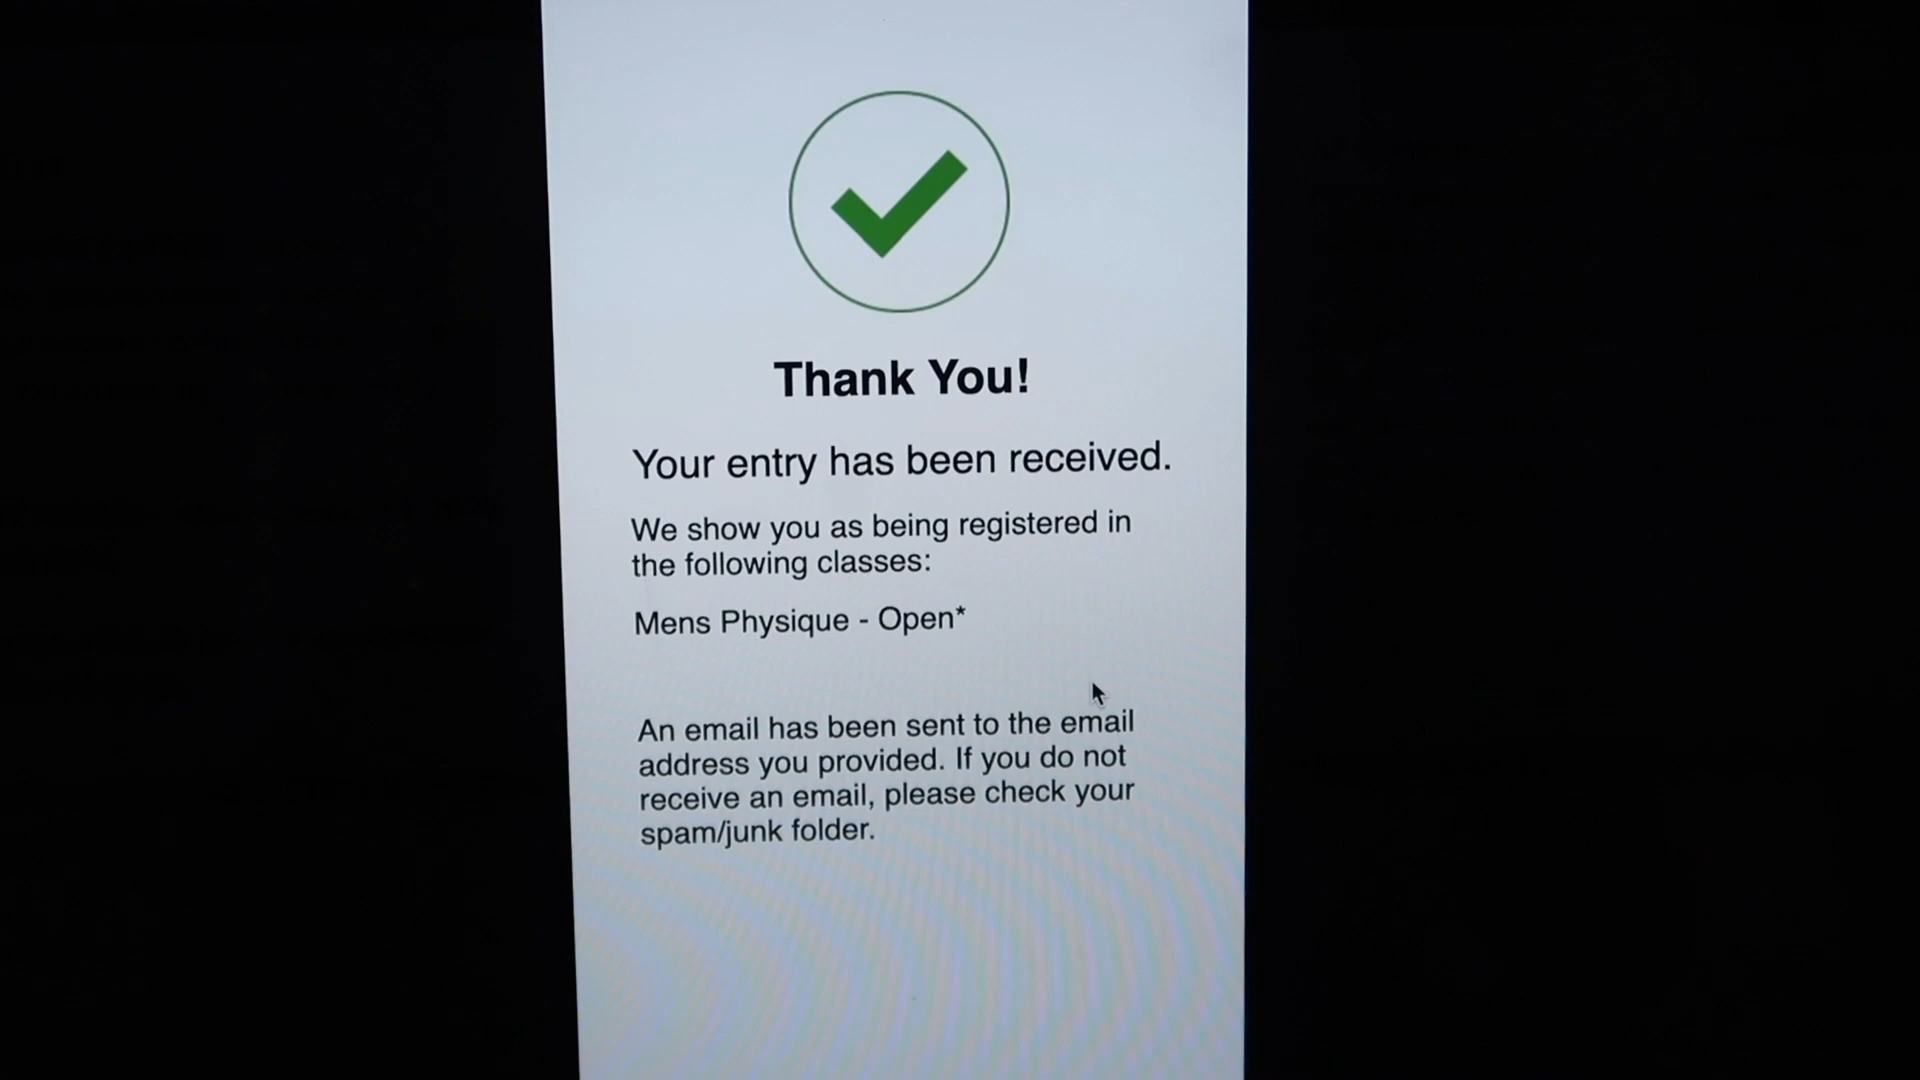 Thank You!
Your entry has been received.
We show you as being registered in
the following classes:
Mens Physique - Open*
An email has been sent to the email
address you provided. If you do not
receive an email, please check your
spam/junk folder.